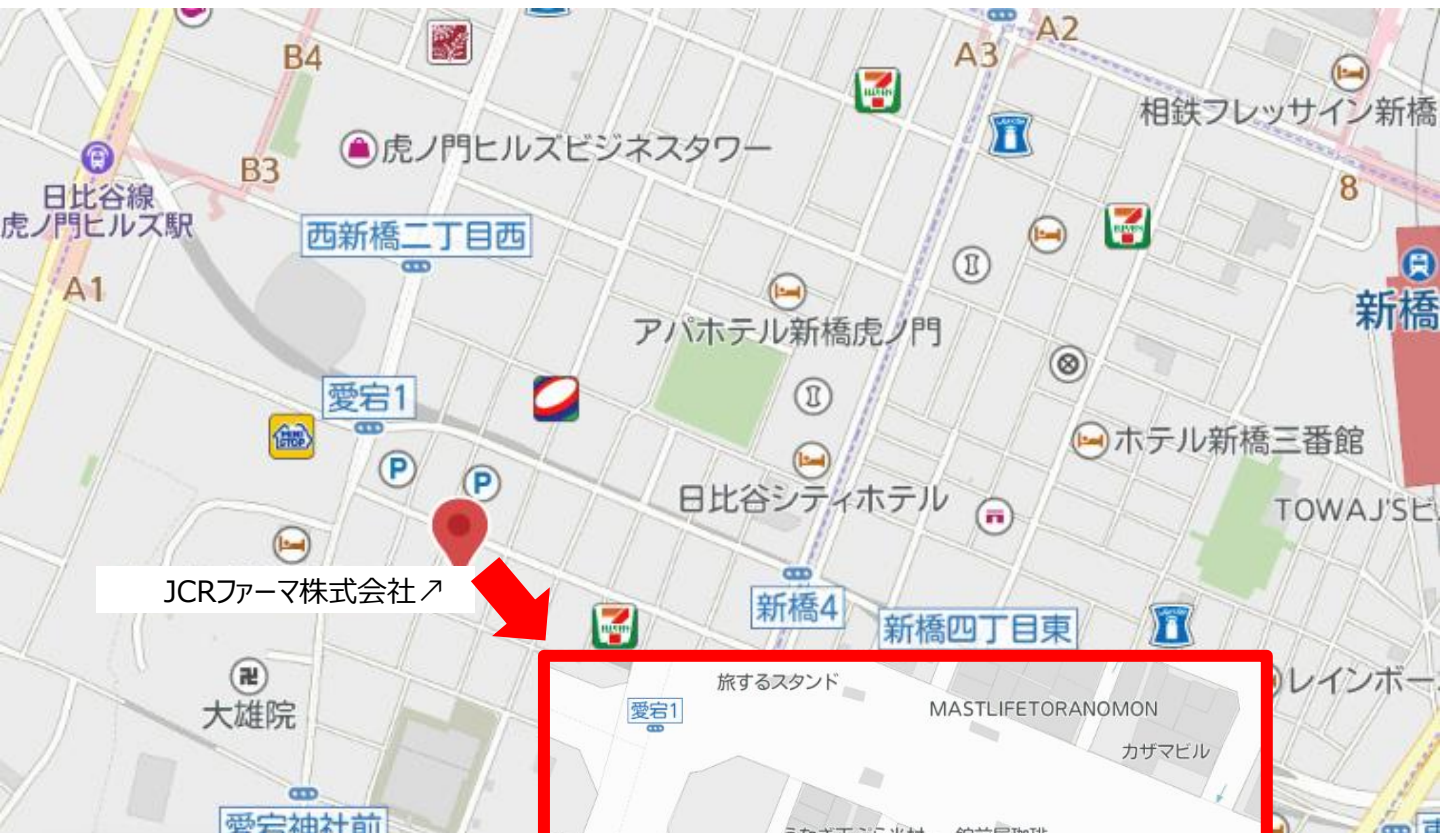 A2
B4
A3
相鉄フレッサイン新橋
虎ノ門ヒルズビジネスタワー
B3
8
日比谷線
虎ノ門ヒルズ駅
西新橋二丁目西
A1
新橋
アパホテル新橋虎ノ門
愛宕1
P
P
ホテル新橋三番館
日比谷シティホテル
TOWAJ'Sビ
JCRファーマ株式会社↗
新橋4
新橋四丁目東
大雄院
旅するスタンド
レインボー
愛宕1
MASTLIFETORANOMON
カザマビル
愛宕神社前